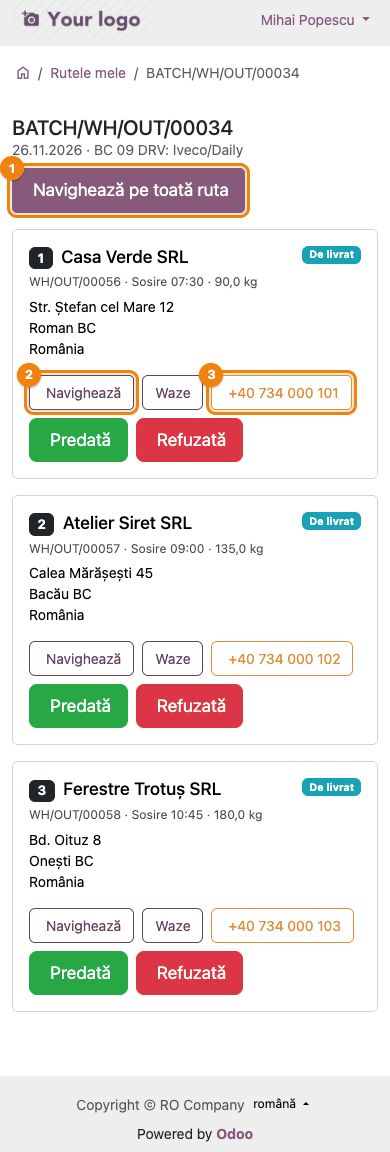 Your logo
Mihai Popescu
/ Rutele mele / BATCH/WH/OUT/00034
BATCH/WH/OUT/00034
26.11.2026 · BC 09 DRV: Iveco/Daily
1
Navighează pe toată ruta
1 Casa Verde SRL De livrat
WH/OUT/00056 · Sosire 07:30 · 90,0 kg
Str. Ștefan cel Mare 12
Roman BC
România
2 3
Navighează Waze +40 734 000 101
Predată Refuzată
2 Atelier Siret SRL De livrat
WH/OUT/00057 · Sosire 09:00 · 135,0 kg
Calea Mărășești 45
Bacău BC
România
Navighează Waze +40 734 000 102
Predată Refuzată
3 Ferestre Trotuș SRL De livrat
WH/OUT/00058 · Sosire 10:45 · 180,0 kg
Bd. Oituz 8
Onești BC
România
Navighează Waze +40 734 000 103
Predată Refuzată
Copyright © RO Company română
Powered by Odoo